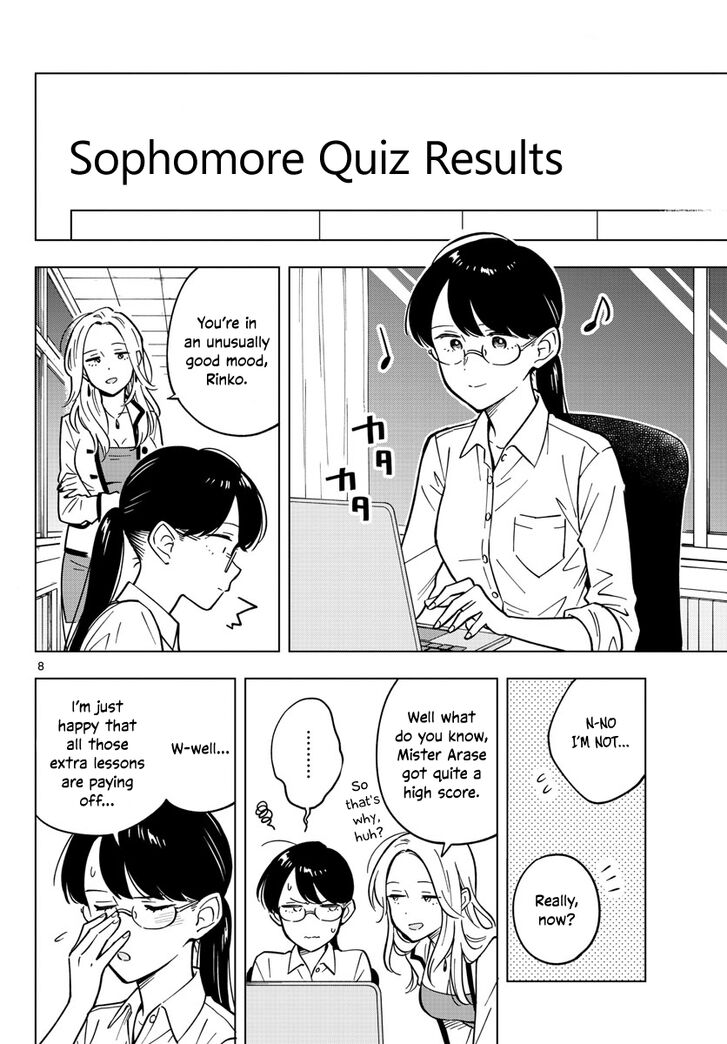 Sophomore Quiz Results
カタ
カタ
You're in
an unusually
good mood,
Rinko.
8
N-NO
I'M NOT...
Really,
now?
Well what
do you know,
Mister Arase
got quite a
high score.
So
that's
why,
huh?
.........
W-well...
I'm just
happy that
all those
extra lessons
are paying
off...